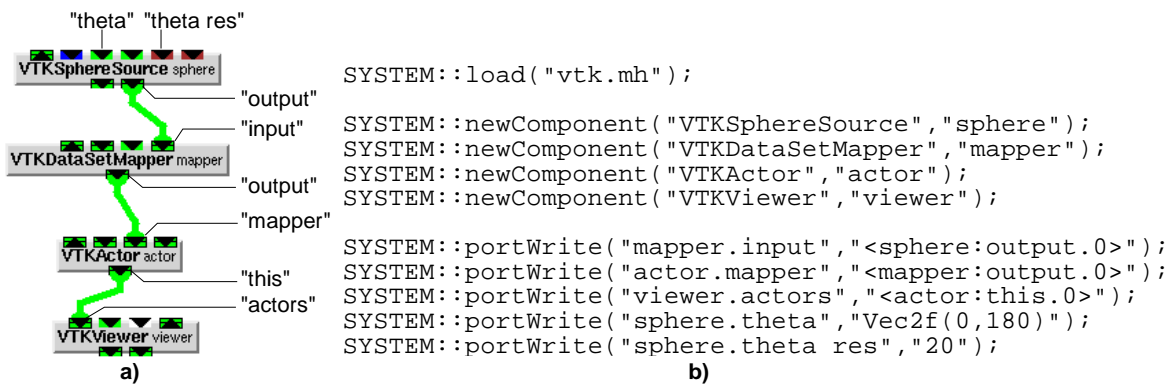 "theta" "theta res"
VTKSphereSource sphere
"output"
"input"
VTKDataSetMapper mapper
"output"
"mapper"
VTKActor actor
"this"
"actors"
VTKViewer viewer
a)
SYSTEM::load("vtk.mh");
SYSTEM::newComponent("VTKSphereSource","sphere");
SYSTEM::newComponent("VTKDataSetMapper","mapper");
SYSTEM::newComponent("VTKActor","actor");
SYSTEM::newComponent("VTKViewer","viewer");
SYSTEM::portWrite("mapper.input","<sphere:output.0>");
SYSTEM::portWrite("actor.mapper","<mapper:output.0>");
SYSTEM::portWrite("viewer.actors","<actor:this.0>");
SYSTEM::portWrite("sphere.theta","Vec2f(0,180)");
SYSTEM::portWrite("sphere.theta res","20");
b)